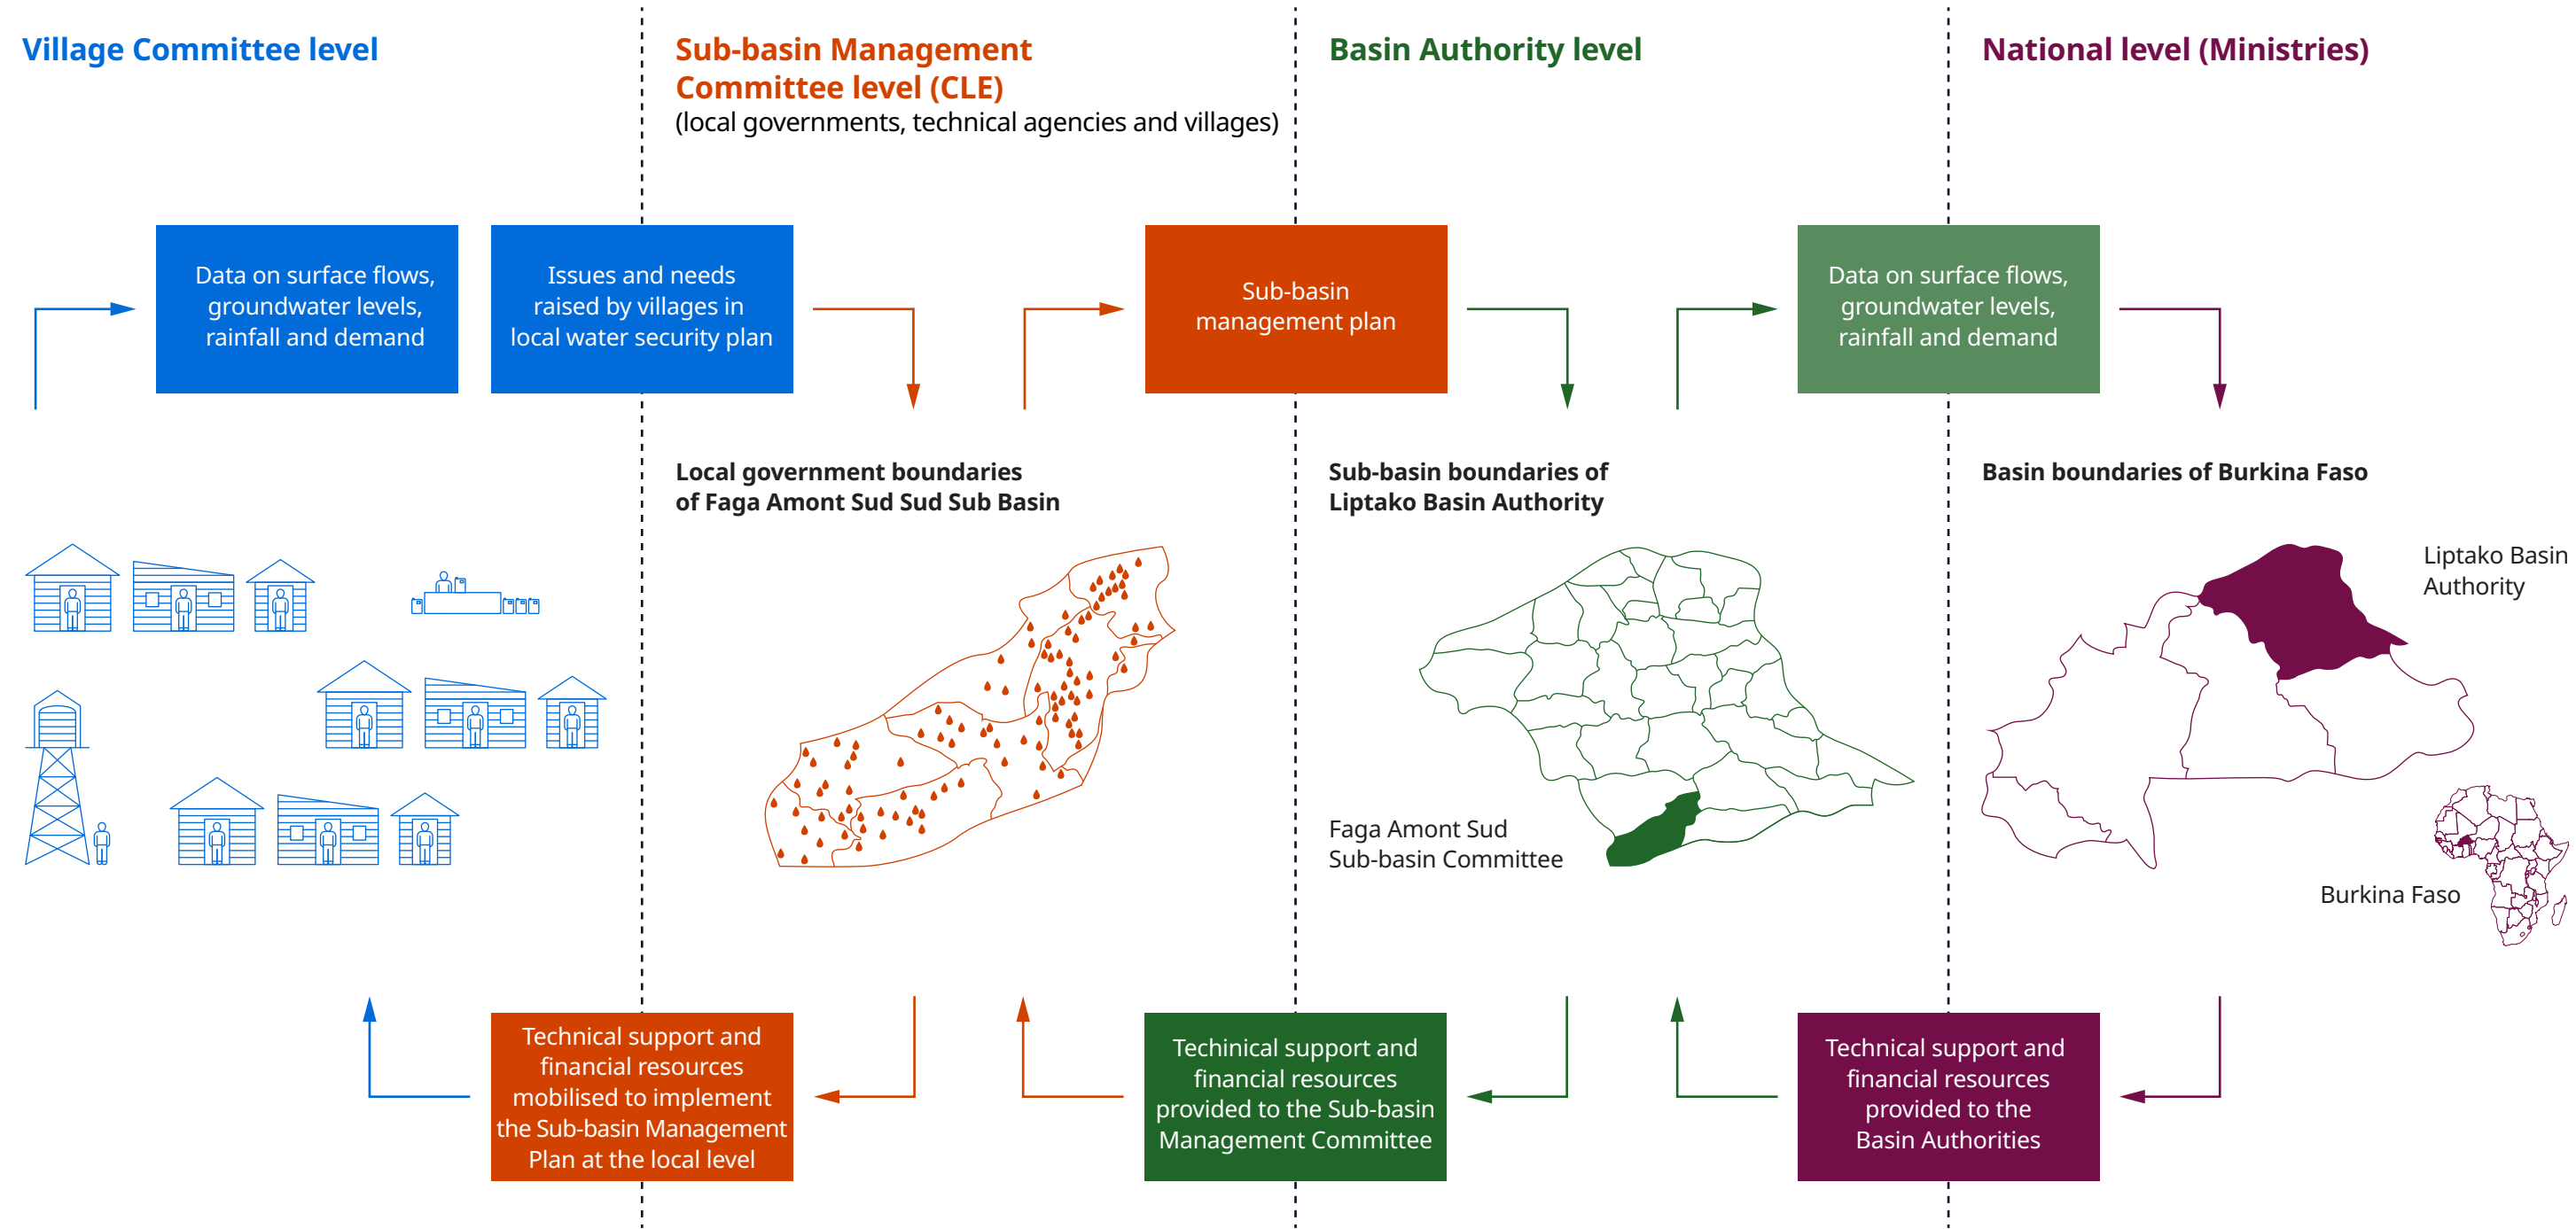 Village Committee level
Sub-basin Management
Committee level (CLE)
(local governments, technical agencies and villages)
Basin Authority level
National level (Ministries)
Data on surface flows,
groundwater levels,
rainfall and demand
Issues and needs
raised by villages in
local water security plan
Sub-basin
management plan
Data on surface flows,
groundwater levels,
rainfall and demand
Local government boundaries
of Faga Amont Sud Sud Sub Basin
Sub-basin boundaries of
Liptako Basin Authority
Basin boundaries of Burkina Faso
Liptako Basin
Authority
Faga Amont Sud
Sub-basin Committee
Burkina Faso
Technical support and
financial resources
mobilised to implement
the Sub-basin Management
Plan at the local level
Techinical support and
financial resources
provided to the Sub-basin
Management Committee
Technical support and
financial resources
provided to the
Basin Authorities